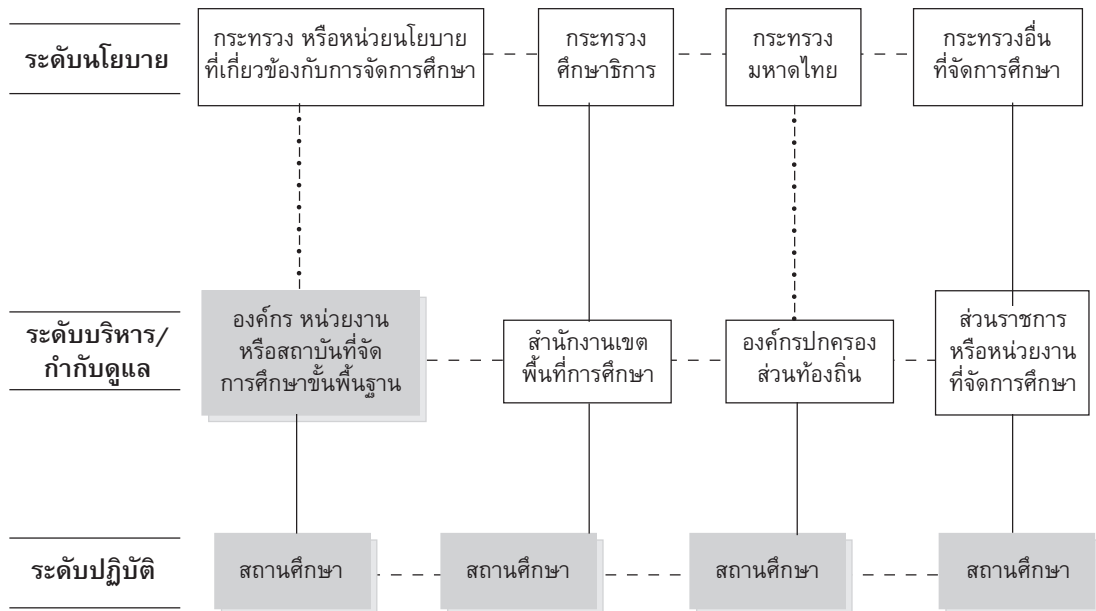 ระดับนโยบาย
กระทรวง หรือหน่วยนโยบาย
ที่เกี่ยวข้องกับการจัดการศึกษา
กระทรวง
ศึกษาธิการ
กระทรวง
มหาดไทย
กระทรวงอื่น
ที่จัดการศึกษา
ระดับบริหาร/
กำกับดูแล
องค์กร หน่วยงาน
หรือสถาบันที่จัด
การศึกษาขั้นพื้นฐาน
สำนักงานเขต
พื้นที่การศึกษา
องค์กรปกครอง
ส่วนท้องถิ่น
ส่วนราชการ
หรือหน่วยงาน
ที่จัดการศึกษา
ระดับปฏิบัติ
สถานศึกษา
สถานศึกษา
สถานศึกษา
สถานศึกษา